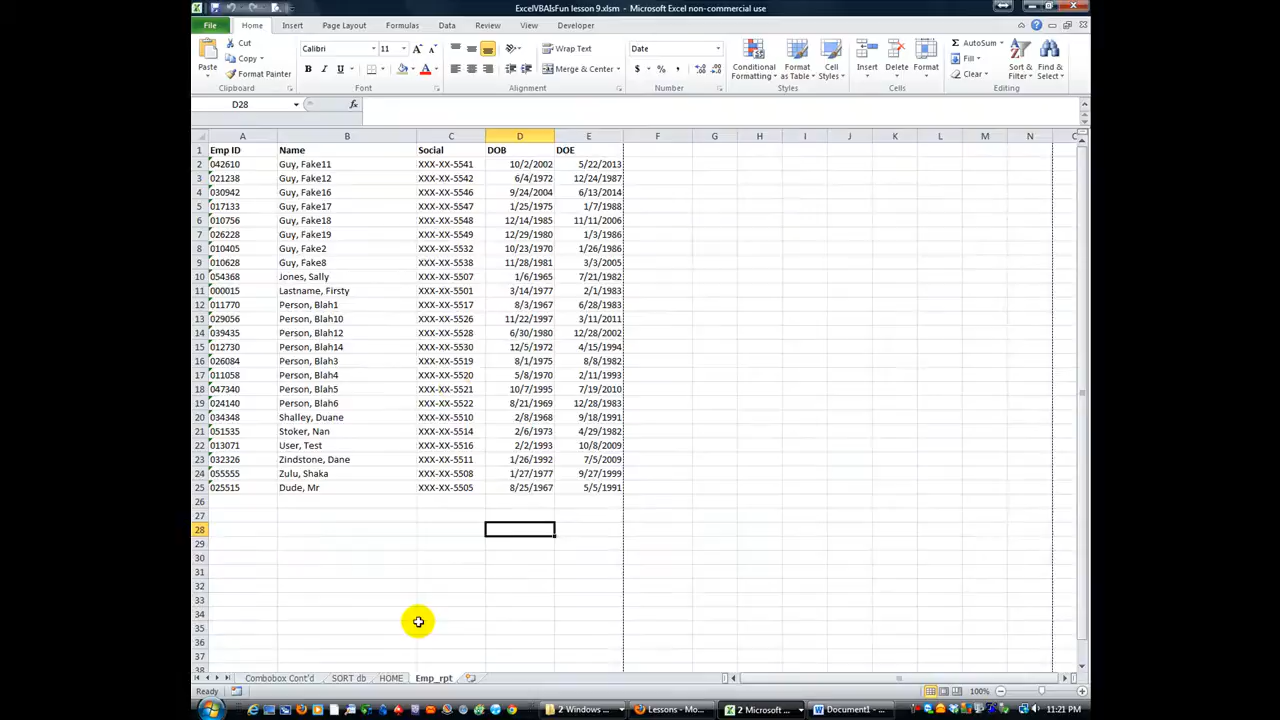 ExcelVBAIsFun lesson 9.xlsm - Microsoft Excel non-commercial use
File Home Insert Page Layout Formulas Data Review View Developer
Paste Cut Copy Format Painter Clipboard
Calibri 11 B I U Font
Wrap Text Merge & Center Alignment
Date $ % , Number
Conditional Formatting Format as Table Cell Styles Styles
Insert Delete Format Cells
AutoSum Fill Clear Sort & Filter Find & Select Editing
D28 fx
A B C D E F G H I J K L M N
1 Emp ID Name Social DOB DOE
2 042610 Guy, Fake11 XXX-XX-5541 10/2/2002 5/22/2013
3 021238 Guy, Fake12 XXX-XX-5542 6/4/1972 12/24/1987
4 030942 Guy, Fake16 XXX-XX-5546 9/24/2004 6/13/2014
5 017133 Guy, Fake17 XXX-XX-5547 1/25/1975 1/7/1988
6 010756 Guy, Fake18 XXX-XX-5548 12/14/1985 11/11/2006
7 026228 Guy, Fake19 XXX-XX-5549 12/29/1980 1/3/1986
8 010405 Guy, Fake2 XXX-XX-5532 10/23/1970 1/26/1986
9 010628 Guy, Fake8 XXX-XX-5538 11/28/1981 3/3/2005
10 054368 Jones, Sally XXX-XX-5507 1/6/1965 7/21/1982
11 000015 Lastname, Firsty XXX-XX-5501 3/14/1977 2/1/1983
12 011770 Person, Blah1 XXX-XX-5517 8/3/1967 6/28/1983
13 029056 Person, Blah10 XXX-XX-5526 11/22/1997 3/11/2011
14 039435 Person, Blah12 XXX-XX-5528 6/30/1980 12/28/2002
15 012730 Person, Blah14 XXX-XX-5530 12/5/1972 4/15/1994
16 026084 Person, Blah3 XXX-XX-5519 8/1/1975 8/8/1982
17 011058 Person, Blah4 XXX-XX-5520 5/8/1970 2/11/1993
18 047340 Person, Blah5 XXX-XX-5521 10/7/1995 7/19/2010
19 024140 Person, Blah6 XXX-XX-5522 8/21/1969 12/28/1983
20 034348 Shalley, Duane XXX-XX-5510 2/8/1968 9/18/1991
21 051535 Stoker, Nan XXX-XX-5514 2/6/1973 4/29/1982
22 013071 User, Test XXX-XX-5516 2/2/1993 10/8/2009
23 032326 Zindstone, Dane XXX-XX-5511 1/26/1992 7/5/2009
24 055555 Zulu, Shaka XXX-XX-5508 1/27/1977 9/27/1999
25 025515 Dude, Mr XXX-XX-5505 8/25/1967 5/5/1991
26
27
28
29
30
31
32
33
34
35
36
37
38
Combobox Cont'd SORT db HOME Emp_rpt
Ready 100%
2 Windows ... Lessons - Mo... 2 Microsoft ... Document1 - ... 11:21 PM